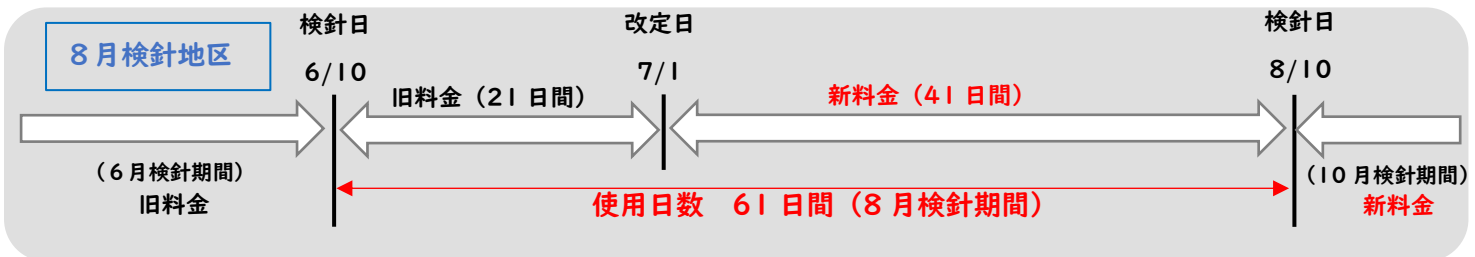 8月検針地区
検針日
6/10
改定日
7/1
検針日
8/10
旧料金(21日間)
新料金(41日間)
(6月検針期間)
旧料金
使用日数 61日間(8月検針期間)
(10月検針期間)
新料金